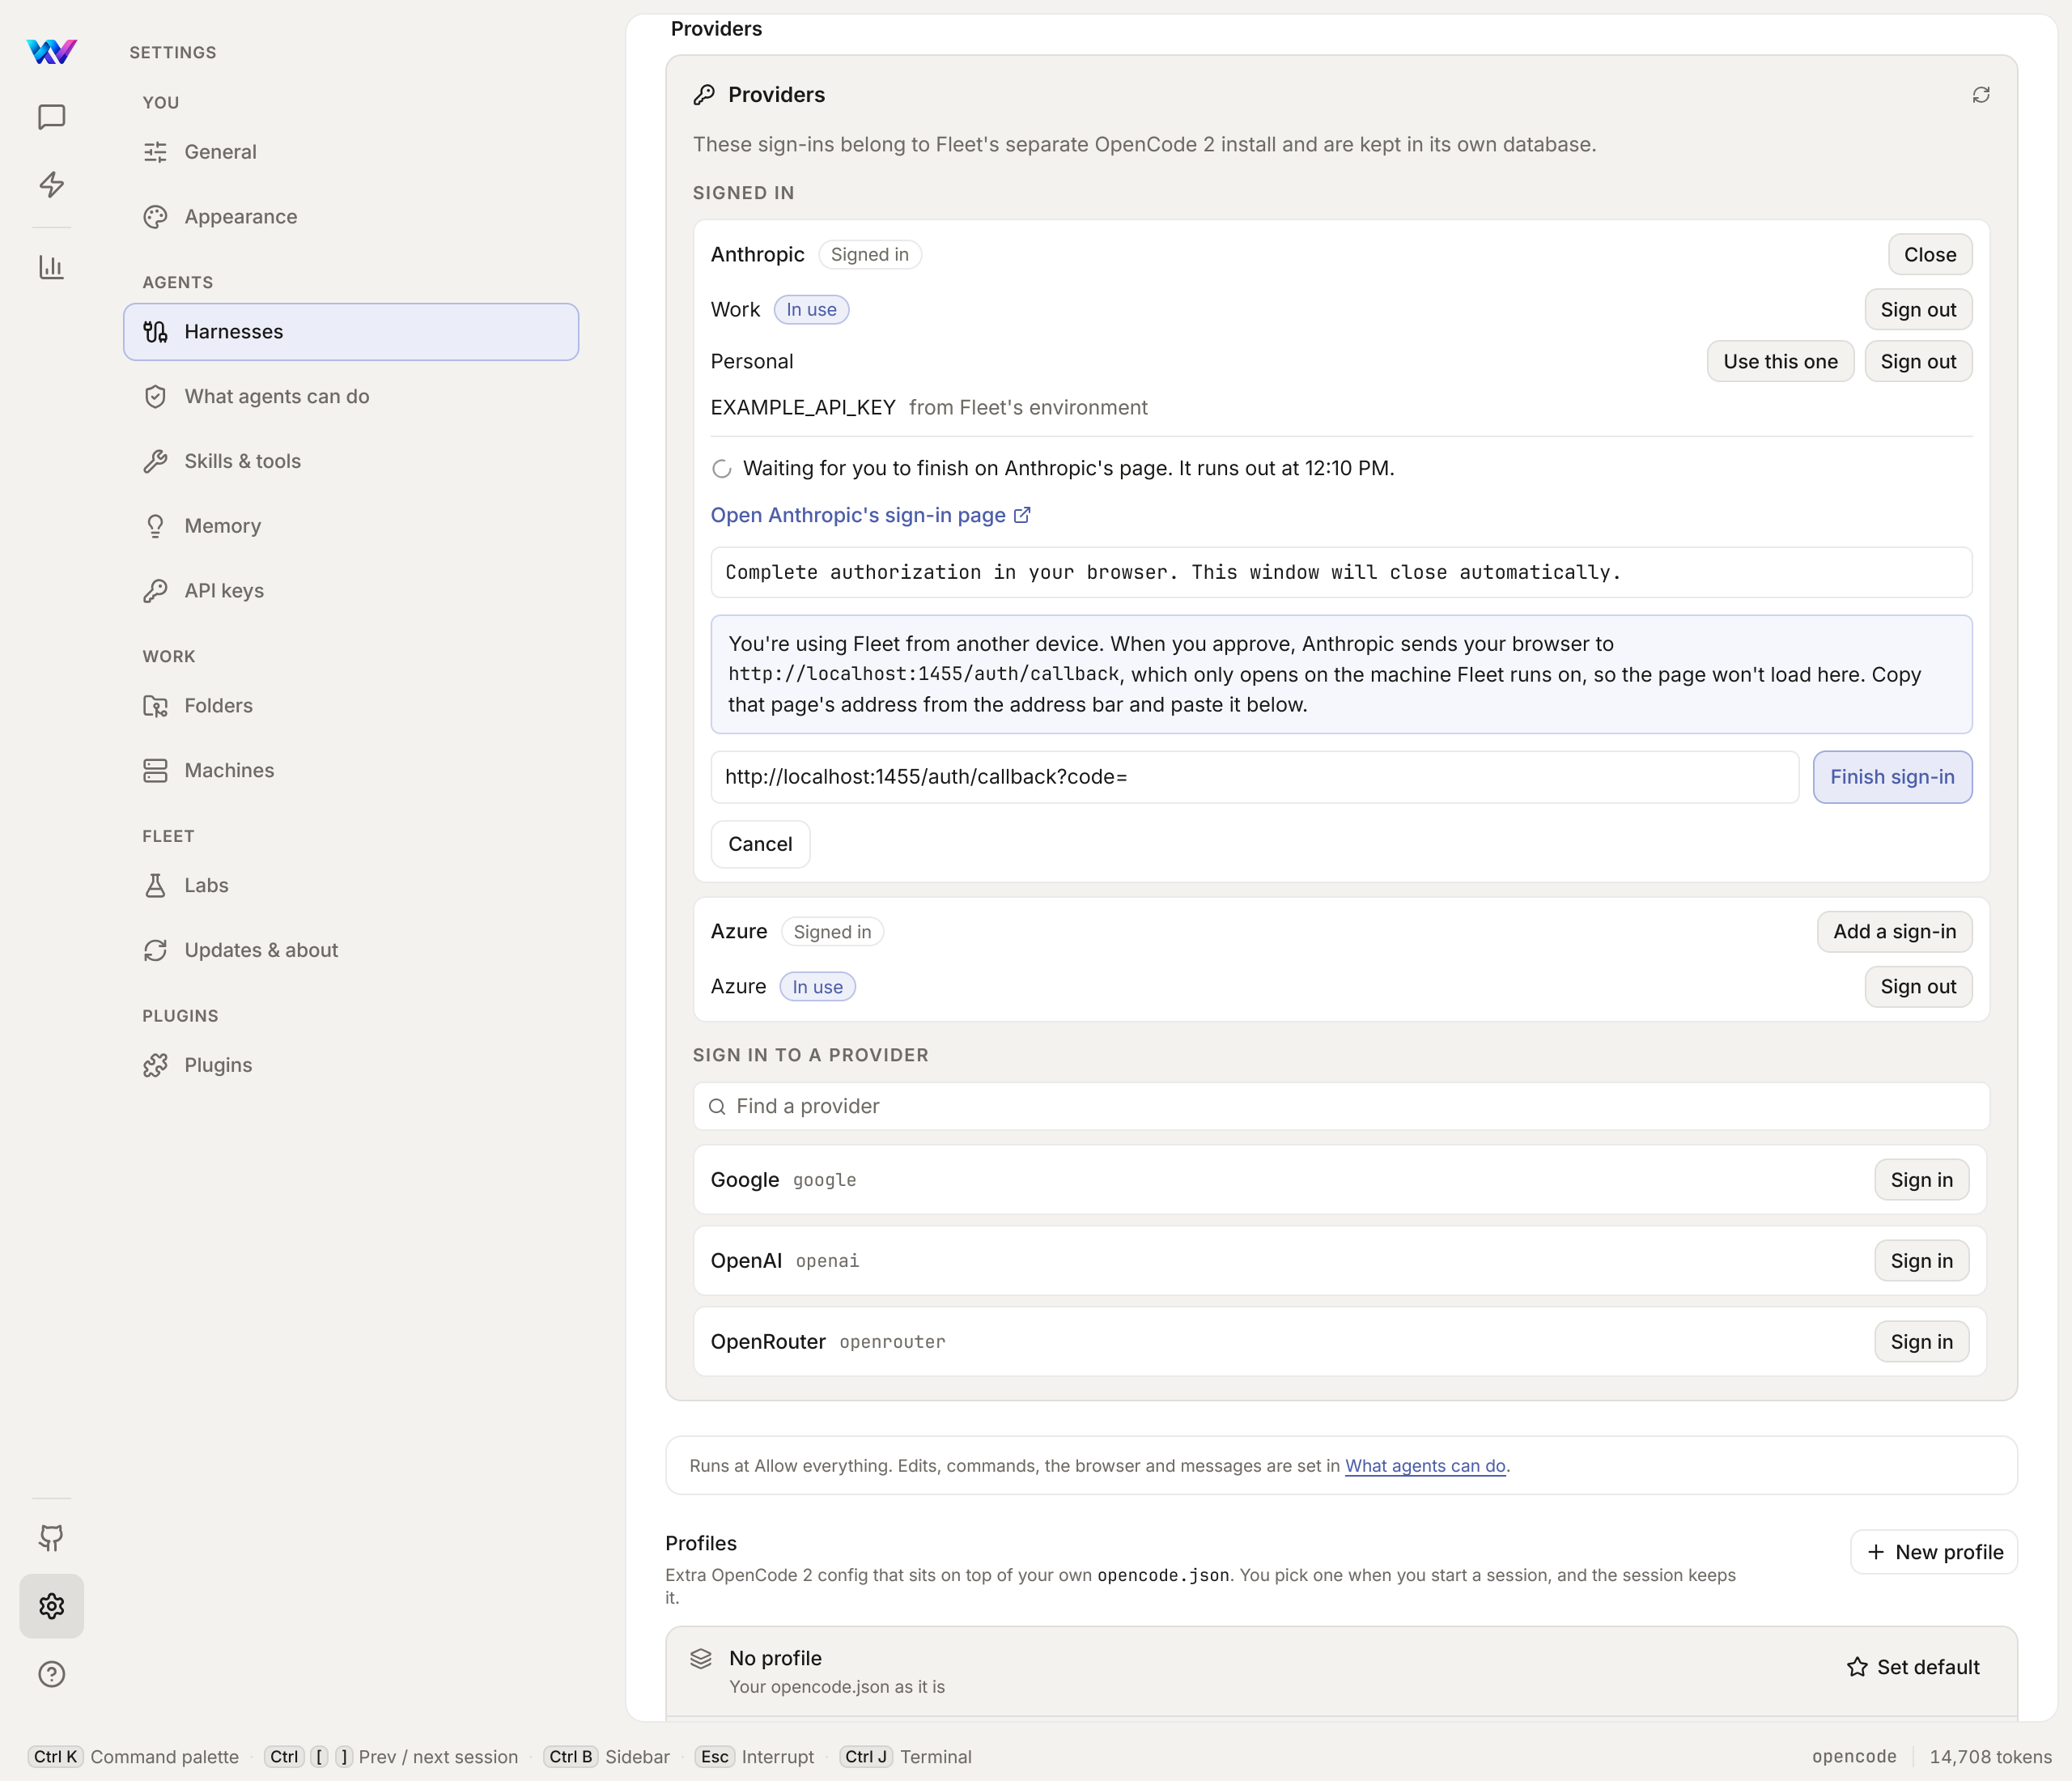 SETTINGS
YOU
General
Appearance
AGENTS
Harnesses
What agents can do
Skills & tools
Memory
API keys
WORK
Folders
Machines
FLEET
Labs
Updates & about
PLUGINS
Plugins
Providers
Providers
These sign-ins belong to Fleet's separate OpenCode 2 install and are kept in its own database.
SIGNED IN
Anthropic Signed in Close
Work In use Sign out
Personal Use this one Sign out
EXAMPLE_API_KEY from Fleet's environment
Waiting for you to finish on Anthropic's page. It runs out at 12:10 PM.
Open Anthropic's sign-in page
Complete authorization in your browser. This window will close automatically.
You're using Fleet from another device. When you approve, Anthropic sends your browser to
http://localhost:1455/auth/callback, which only opens on the machine Fleet runs on, so the page won't load here. Copy
that page's address from the address bar and paste it below.
http://localhost:1455/auth/callback?code= Finish sign-in
Cancel
Azure Signed in Add a sign-in
Azure In use Sign out
SIGN IN TO A PROVIDER
Find a provider
Google google Sign in
OpenAI openai Sign in
OpenRouter openrouter Sign in
Runs at Allow everything. Edits, commands, the browser and messages are set in What agents can do.
Profiles New profile
Extra OpenCode 2 config that sits on top of your own opencode.json. You pick one when you start a session, and the session keeps
it.
No profile Set default
Your opencode.json as it is
Ctrl K Command palette · Ctrl [ ] Prev / next session · Ctrl B Sidebar · Esc Interrupt · Ctrl J Terminal opencode 14,708 tokens